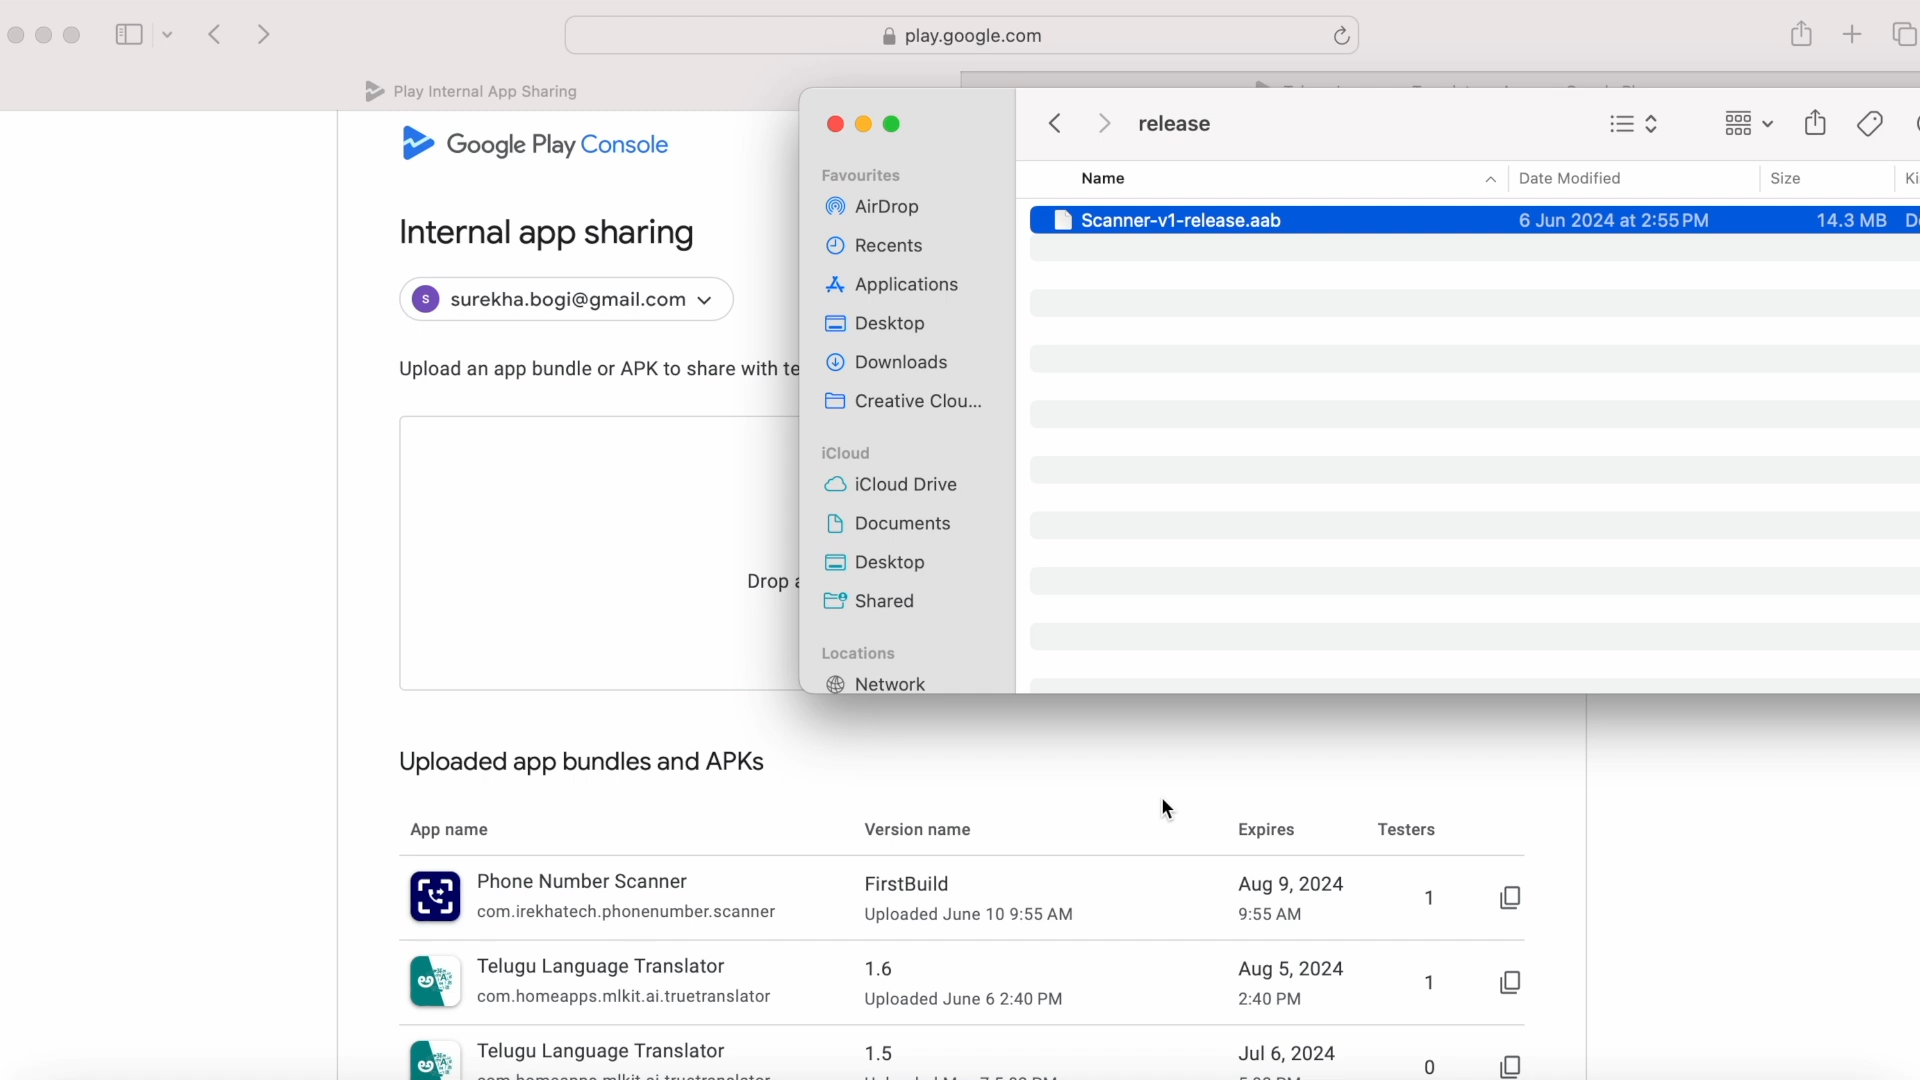 play.google.com
Play Internal App Sharing
Google Play Console
Internal app sharing
s surekha.bogi@gmail.com
Upload an app bundle or APK to share with te
Drop a
release
Favourites
AirDrop
Recents
Applications
Desktop
Downloads
Creative Clou...
iCloud
iCloud Drive
Documents
Desktop
Shared
Locations
Network
Name Date Modified Size Ki
Scanner-v1-release.aab 6 Jun 2024 at 2:55 PM 14.3 MB D
Uploaded app bundles and APKs
App name Version name Expires Testers
Phone Number Scanner FirstBuild Aug 9, 2024 1
com.irekhatech.phonenumber.scanner Uploaded June 10 9:55 AM 9:55 AM
Telugu Language Translator 1.6 Aug 5, 2024 1
com.homeapps.mlkit.ai.truetranslator Uploaded June 6 2:40 PM 2:40 PM
Telugu Language Translator 1.5 Jul 6, 2024 0